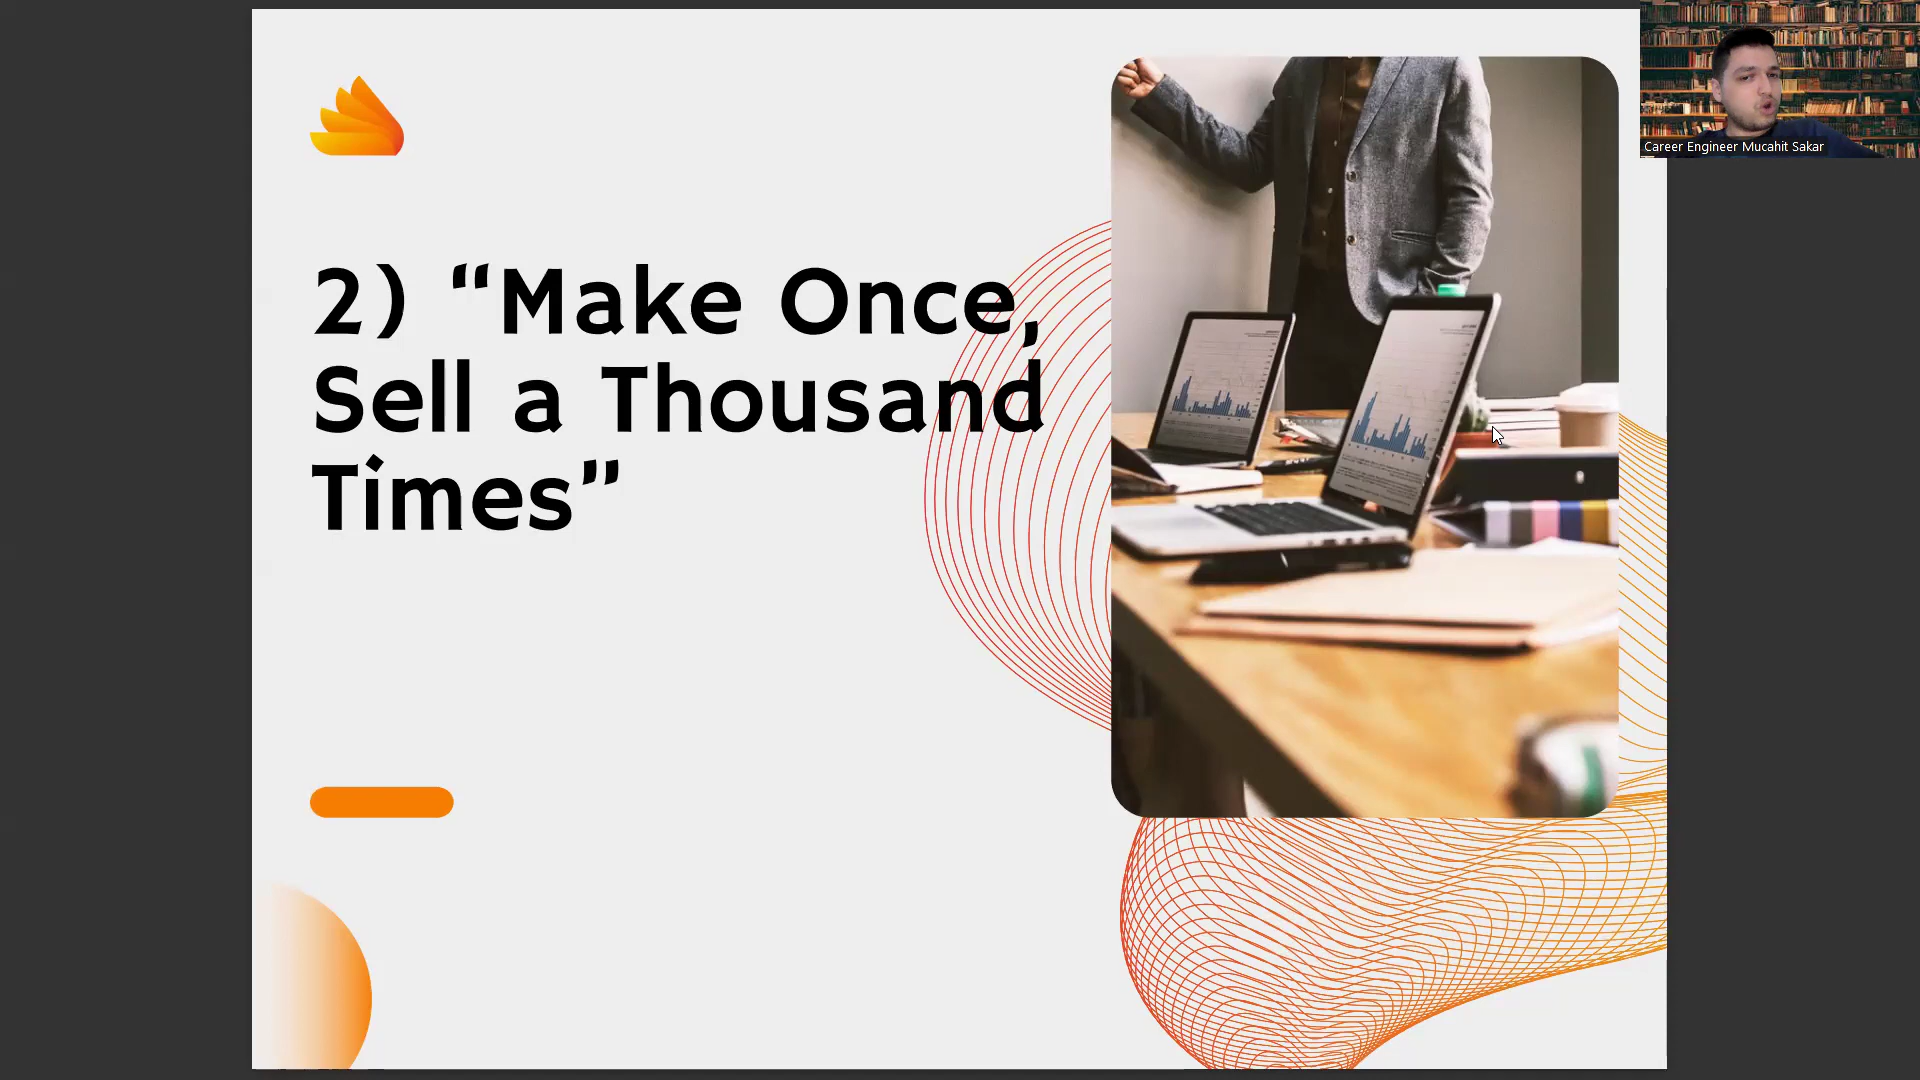 2) “Make Once,
Sell a Thousand
Times”
Career Engineer Mucahit Sakar